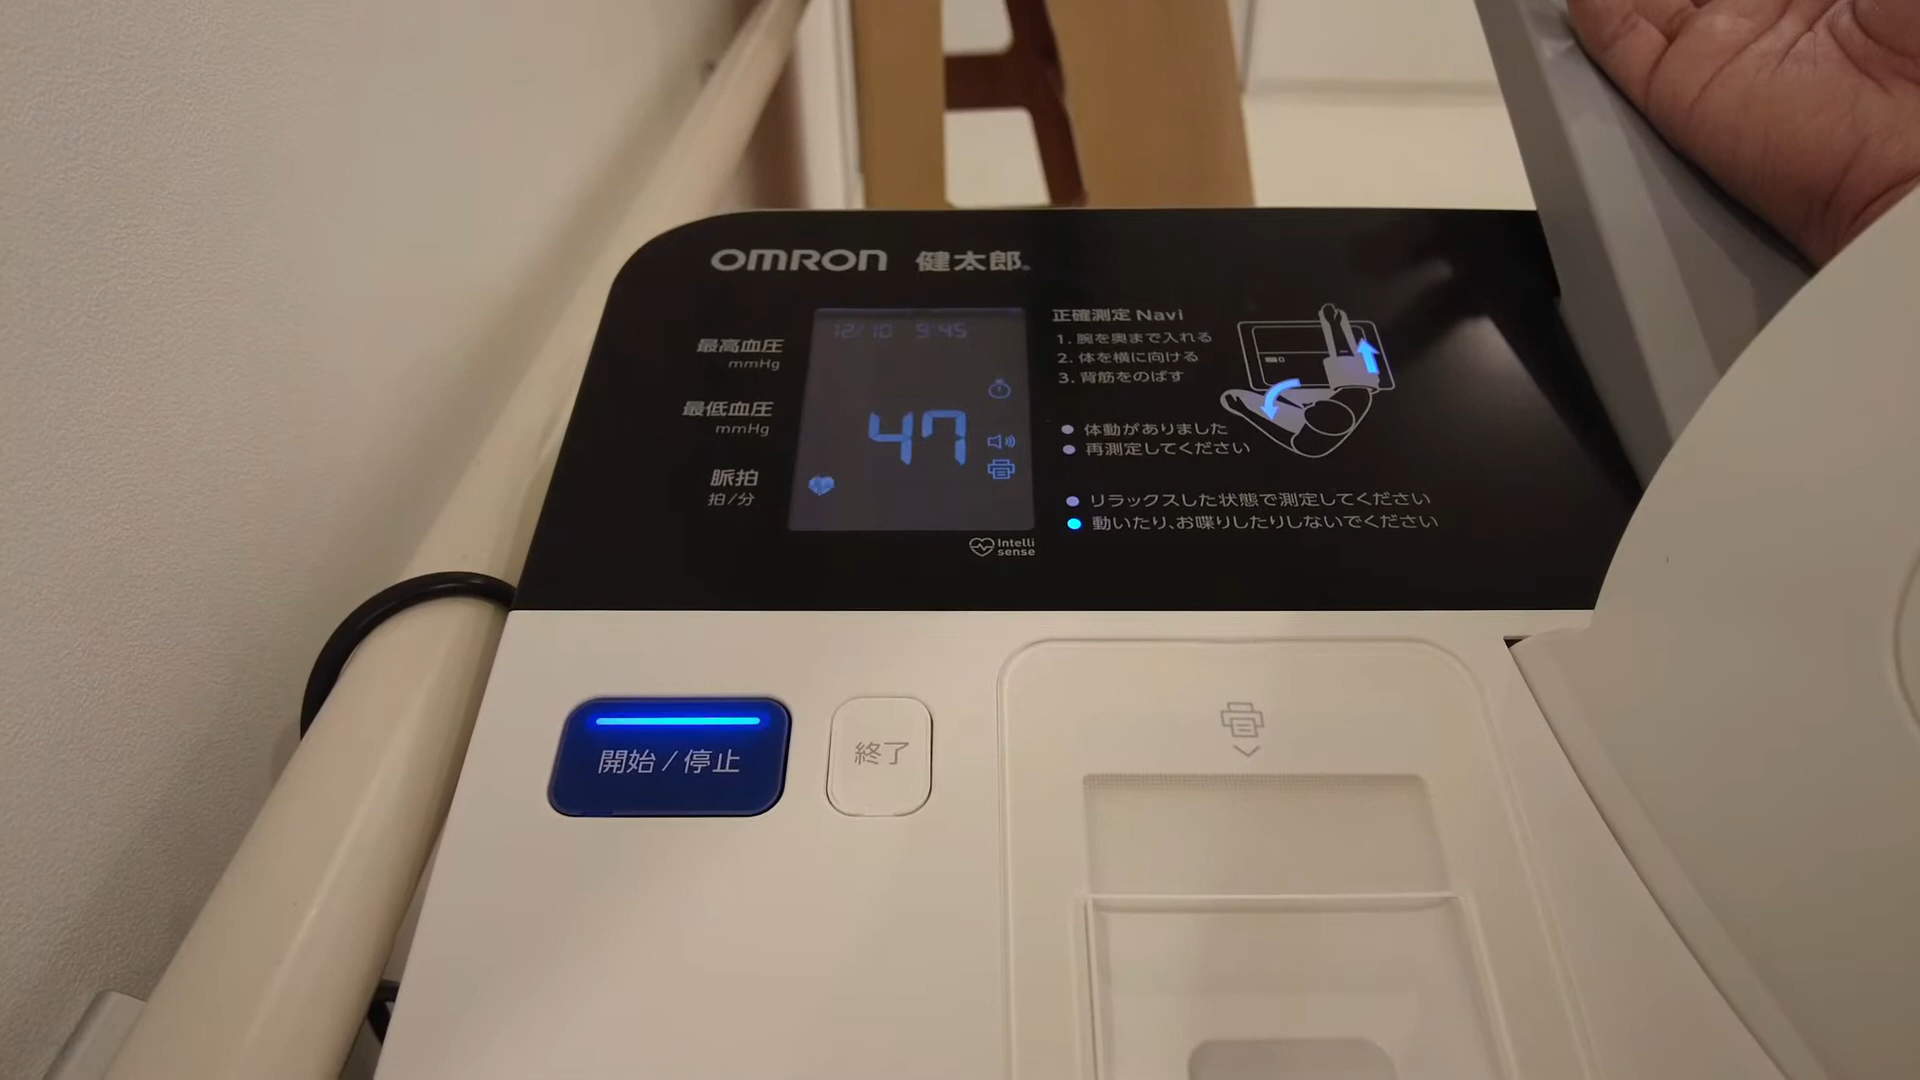 OMRON 健太郎®
12/10 9:45
最高血圧
mmHg
最低血圧
mmHg
47
脈拍
拍/分
正確測定 Navi
1. 腕を奥まで入れる
2. 体を横に向ける
3. 背筋をのばす
体動がありました
再測定してください
リラックスした状態で測定してください
動いたり、お喋りしたりしないでください
Intelli
sense
開始/停止
終了